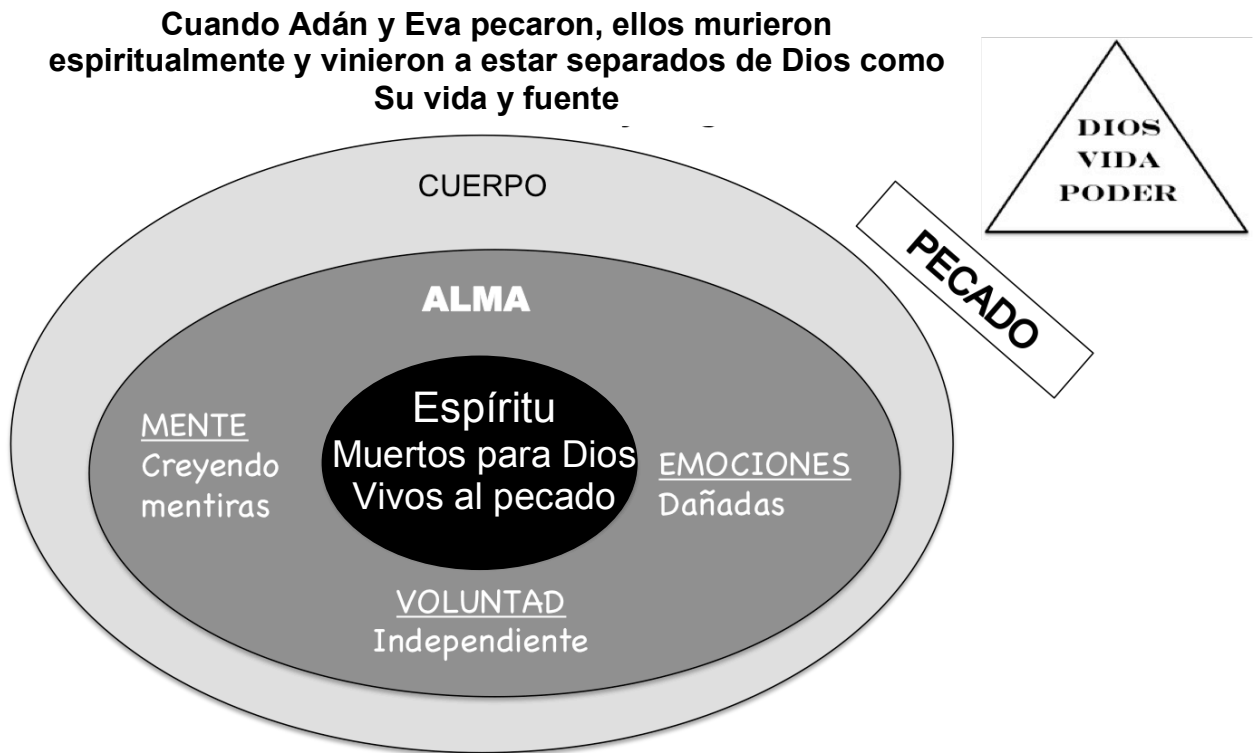 Cuando Adán y Eva pecaron, ellos murieron
espiritualmente y vinieron a estar separados de Dios como
Su vida y fuente
DIOS
VIDA
PODER
CUERPO
PECADO
ALMA
Espíritu
Muertos para Dios
Vivos al pecado
MENTE
Creyendo
mentiras
EMOCIONES
Dañadas
VOLUNTAD
Independiente